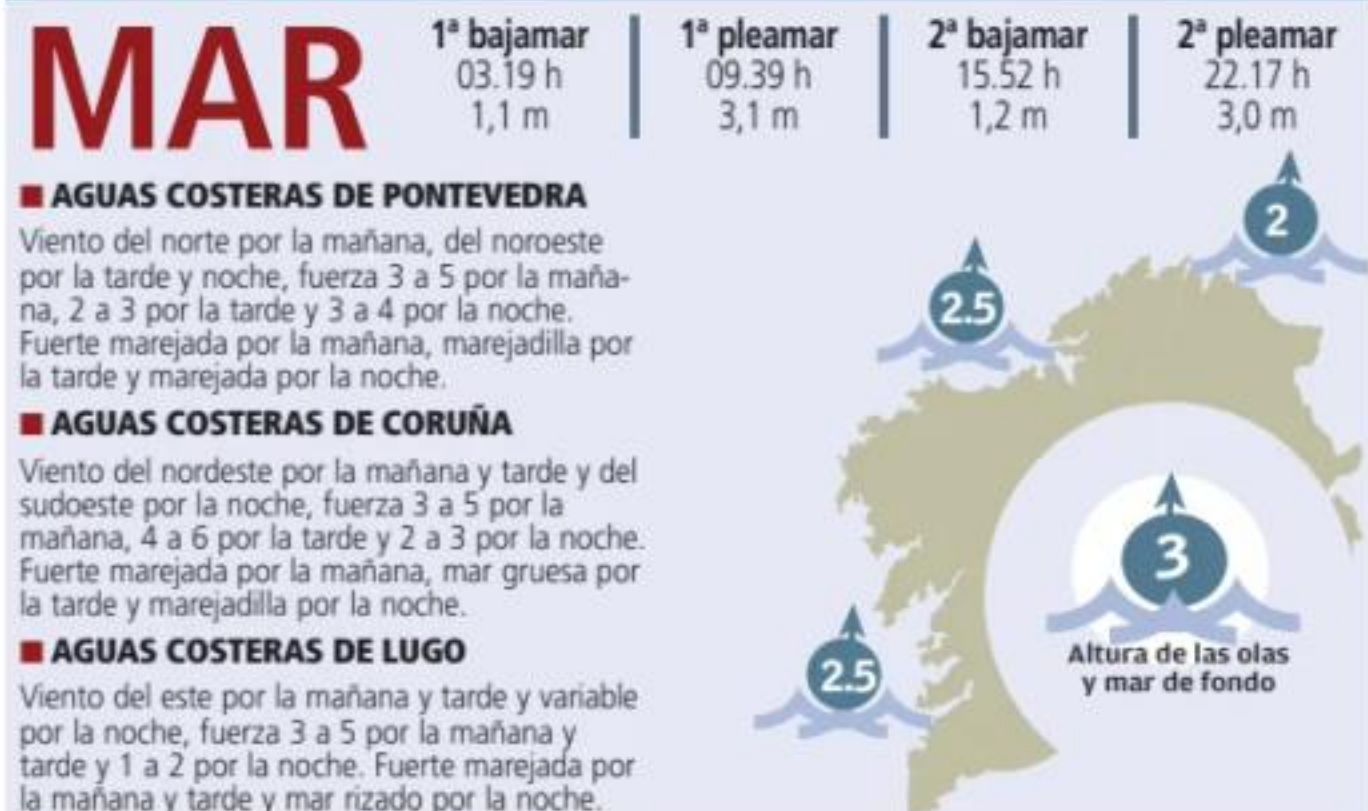 MAR
1ª bajamar
03.19 h
1,1 m
1ª pleamar
09.39 h
3,1 m
2ª bajamar
15.52 h
1,2 m
2ª pleamar
22.17 h
3,0 m
AGUAS COSTERAS DE PONTEVEDRA
Viento del norte por la mañana, del noroeste
por la tarde y noche, fuerza 3 a 5 por la maña-
na, 2 a 3 por la tarde y 3 a 4 por la noche.
Fuerte marejada por la mañana, marejadilla por
la tarde y marejada por la noche.
AGUAS COSTERAS DE CORUÑA
Viento del nordeste por la mañana y tarde y del
sudoeste por la noche, fuerza 3 a 5 por la
mañana, 4 a 6 por la tarde y 2 a 3 por la noche.
Fuerte marejada por la mañana, mar gruesa por
la tarde y marejadilla por la noche.
AGUAS COSTERAS DE LUGO
Viento del este por la mañana y tarde y variable
por la noche, fuerza 3 a 5 por la mañana y
tarde y 1 a 2 por la noche. Fuerte marejada por
la mañana y tarde y mar rizado por la noche.
2
2.5
3
Altura de las olas
y mar de fondo
2.5